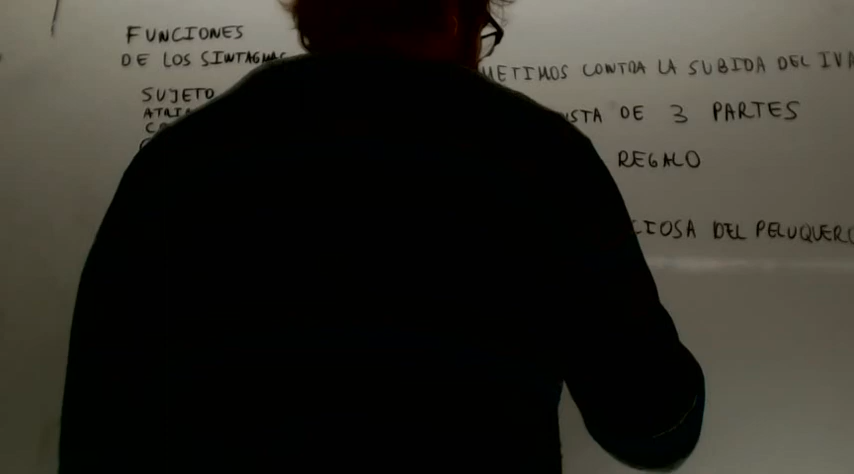 FUNCIONES
DE LOS SINTAGMAS
SUJETO
METIMOS CONTRA LA SUBIDA DEL IVA
STA DE 3 PARTES
REGALO
CIOSA DEL PELUQUERO